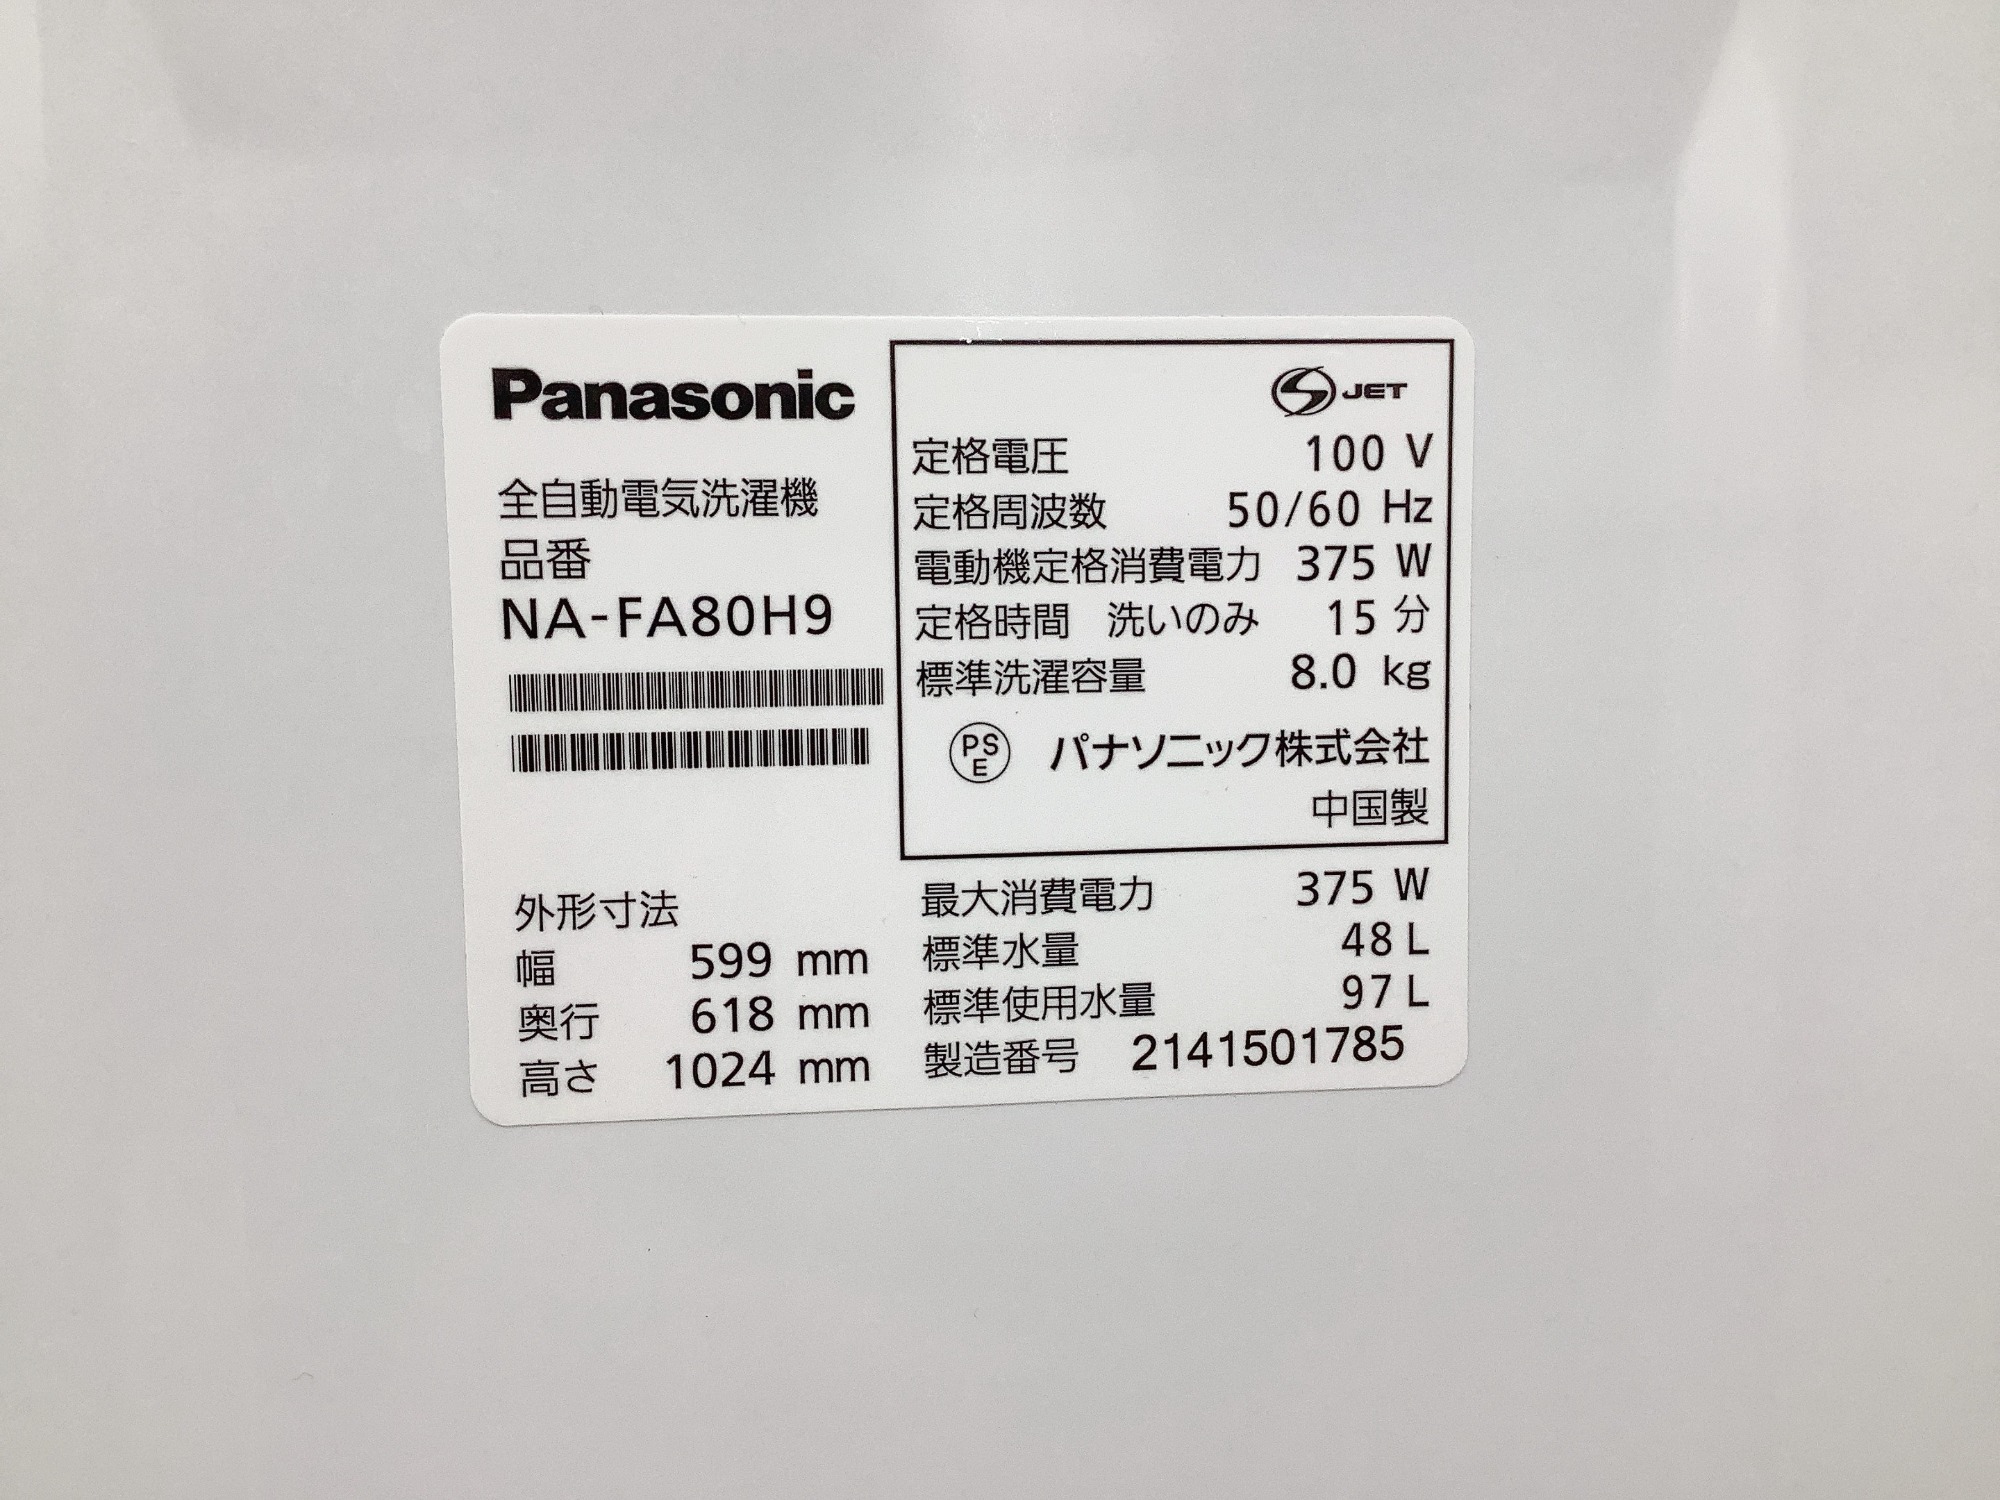 Panasonic
全自動電気洗濯機
品番
NA-FA80H9
JET
定格電圧 100 V
定格周波数 50/60 Hz
電動機定格消費電力 375 W
定格時間 洗いのみ 15 分
標準洗濯容量 8.0 kg
PS
E
パナソニック株式会社
中国製
外形寸法
幅 599 mm
奥行 618 mm
高さ 1024 mm
最大消費電力 375 W
標準水量 48 L
標準使用水量 97 L
製造番号 2141501785